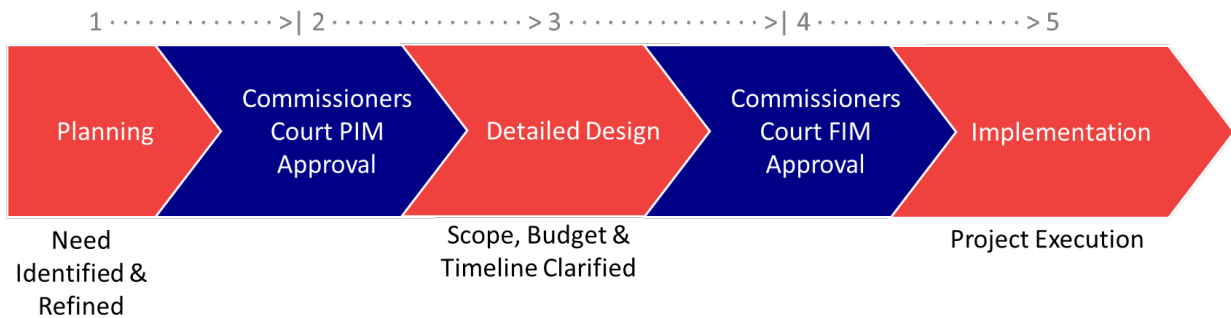 1 · · · · · · · · · · · · >| 2 · · · · · · · · · · · · > 3 · · · · · · · · · · · · >| 4 · · · · · · · · · · · · > 5
Planning
Commissioners
Court PIM
Approval
Detailed Design
Commissioners
Court FIM
Approval
Implementation
Need
Identified &
Refined
Scope, Budget &
Timeline Clarified
Project Execution